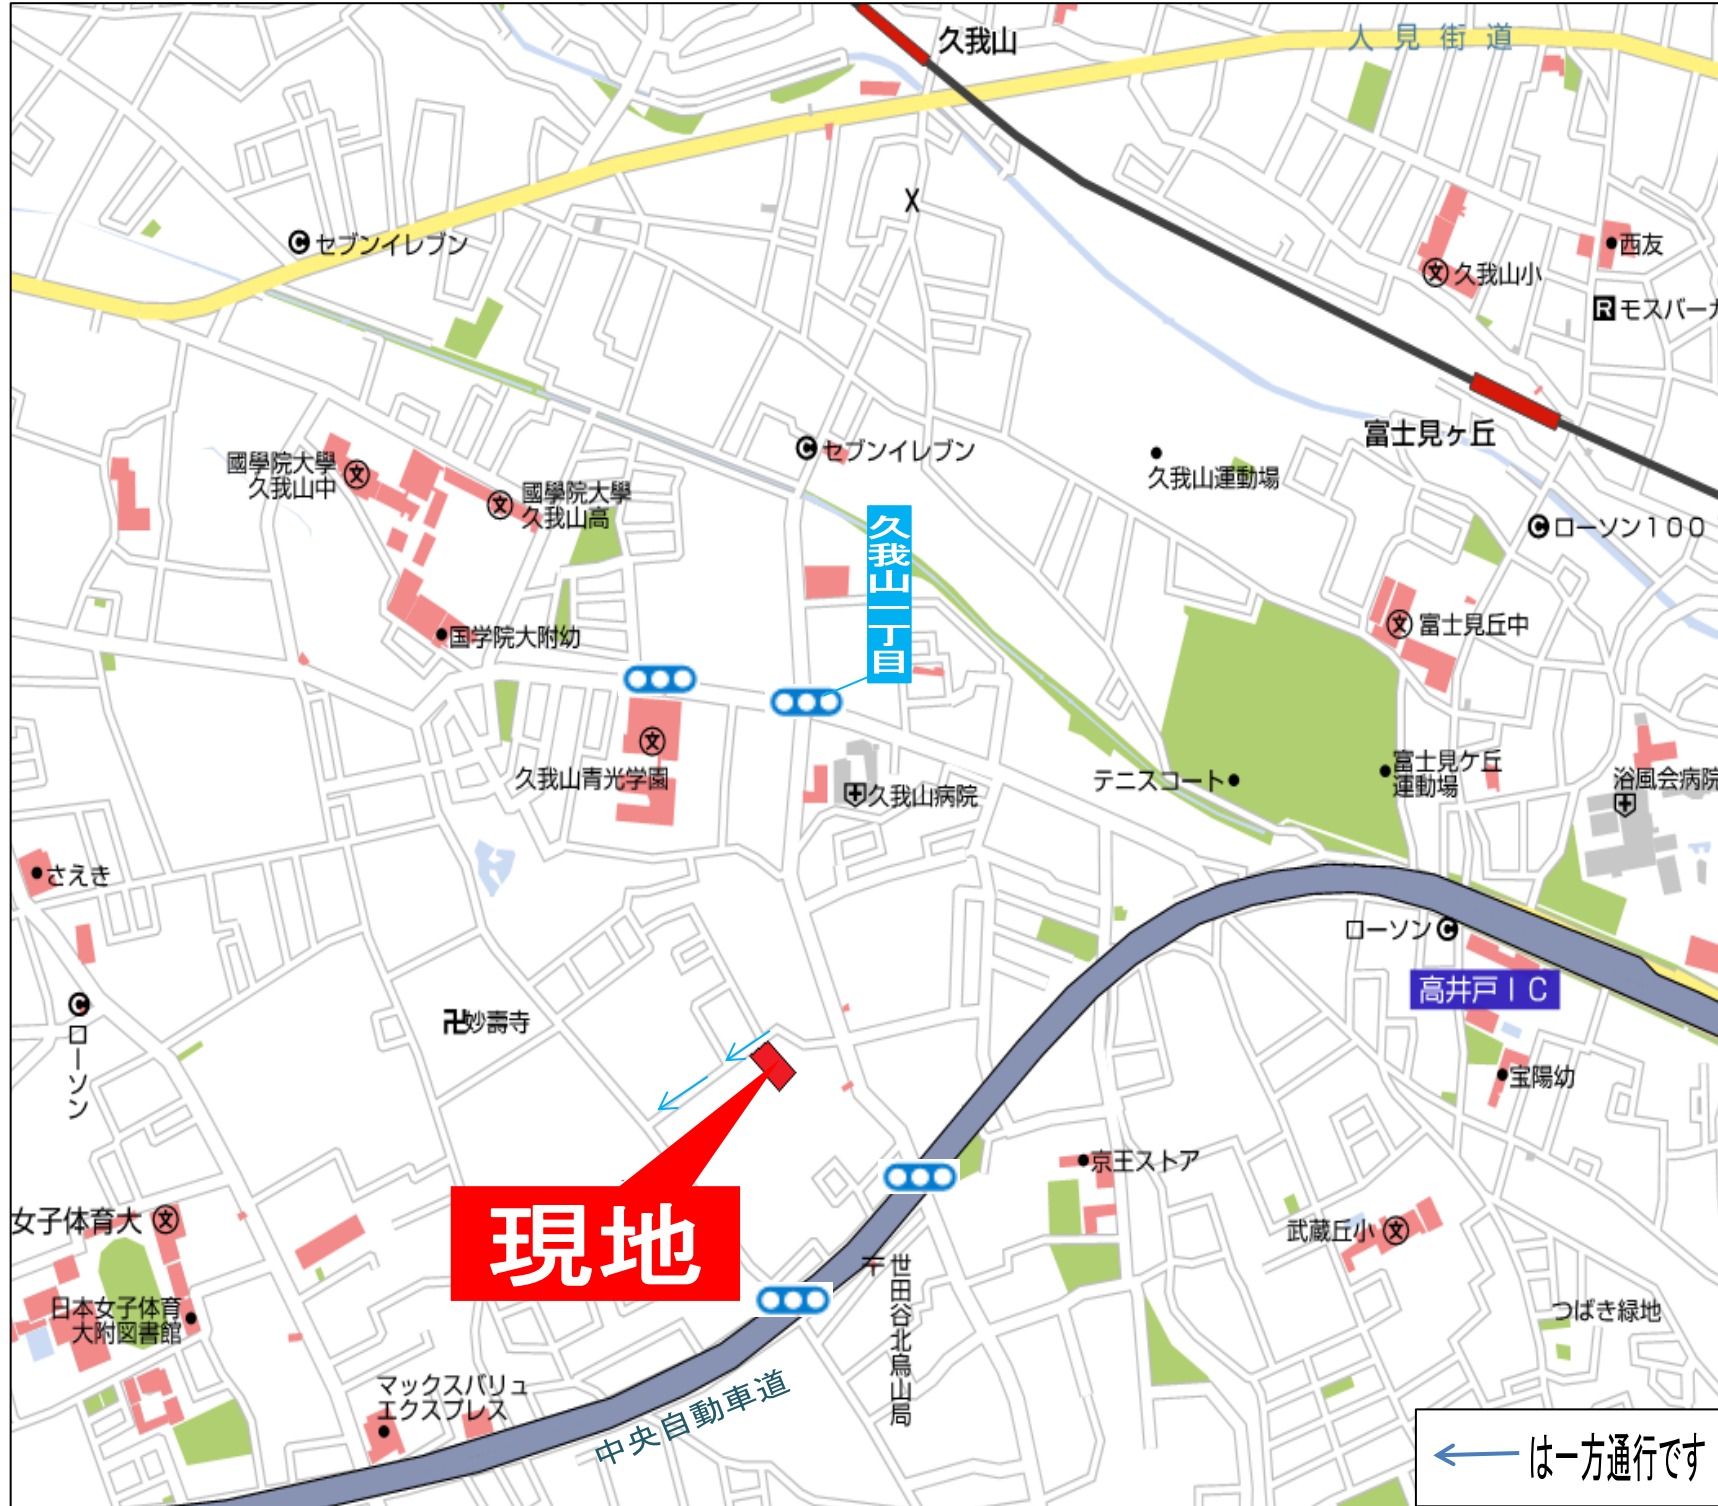 久我山
人見街道
X
セブンイレブン
西友
久我山小
R モスバーガ
富士見ヶ丘
セブンイレブン
久我山運動場
國學院大學
久我山中
國學院大學
久我山高
ローソン100
久我山一丁目
富士見丘中
国学院大附幼
久我山青光学園
久我山病院
テニスコート
富士見ケ丘
運動場
浴風会病院
さえき
ローソン
高井戸IC
ローソン
卍妙壽寺
宝陽幼
京王ストア
現地
女子体育大
武蔵丘小
〒世田谷北烏山局
日本女子体育
大附図書館
つばき緑地
マックスバリュ
エクスプレス
中央自動車道
は一方通行です